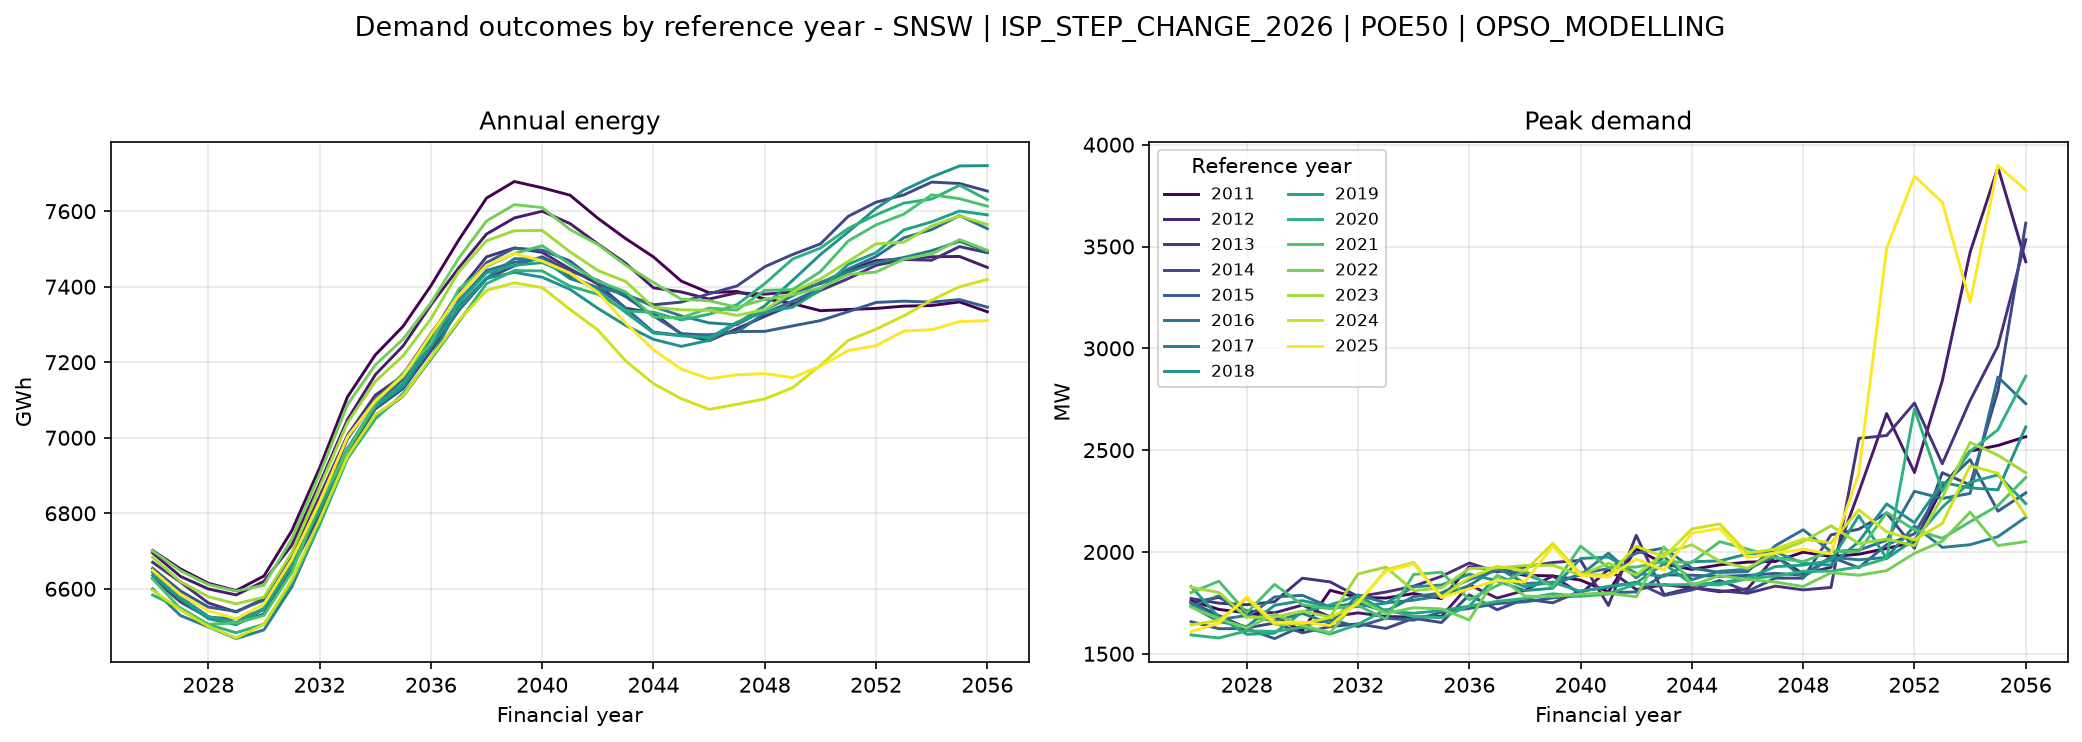 Demand outcomes by reference year - SNSW | ISP_STEP_CHANGE_2026 | POE50 | OPSO_MODELLING
Annual energy
GWh
7600
7400
7200
7000
6800
6600
2028 2032 2036 2040 2044 2048 2052 2056
Financial year
Peak demand
MW
4000
3500
3000
2500
2000
1500
Reference year
2011 2019
2012 2020
2013 2021
2014 2022
2015 2023
2016 2024
2017 2025
2018
2028 2032 2036 2040 2044 2048 2052 2056
Financial year